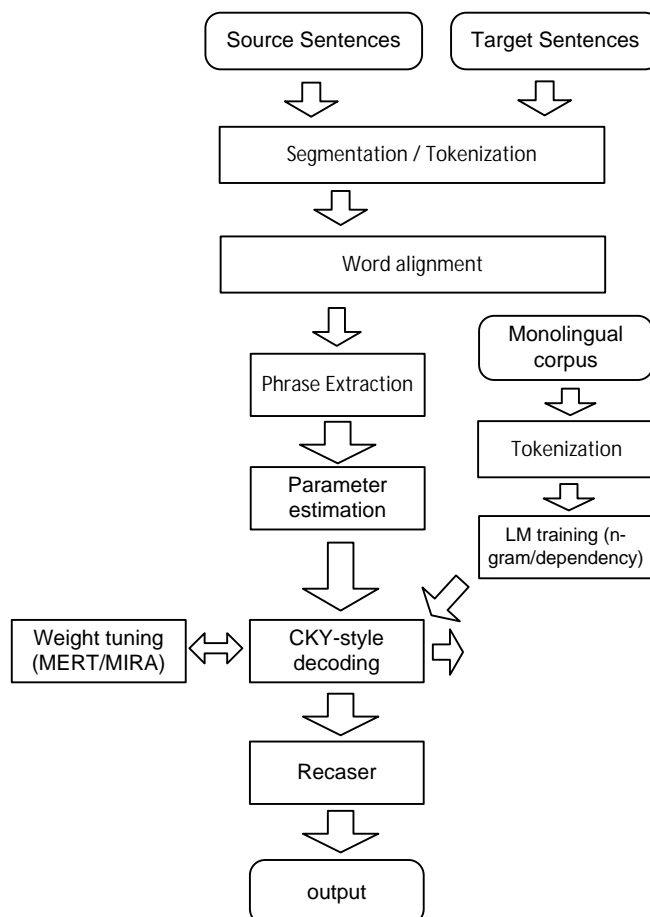 Source Sentences
Target Sentences
Segmentation / Tokenization
Word alignment
Monolingual
corpus
Phrase Extraction
Tokenization
Parameter
estimation
LM training (n-
gram/dependency)
Weight tuning
(MERT/MIRA)
CKY-style
decoding
Recaser
output